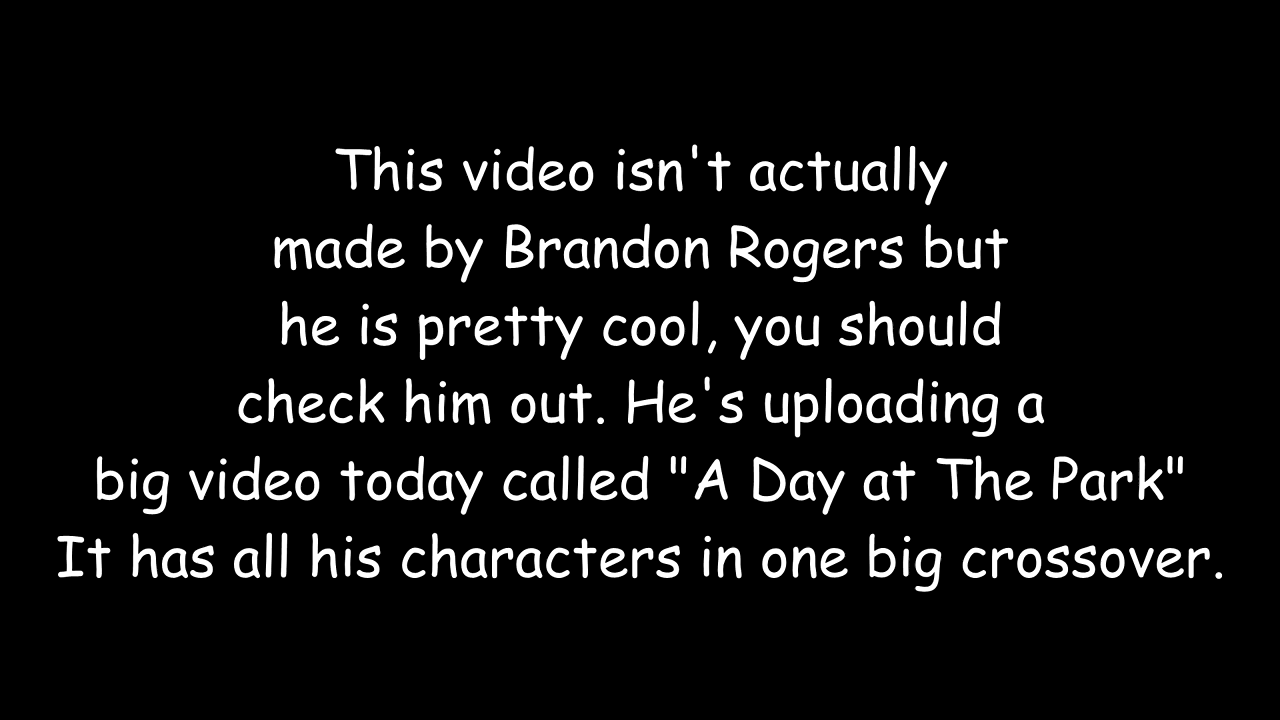 This video isn't actually
made by Brandon Rogers but
he is pretty cool, you should
check him out. He's uploading a
big video today called "A Day at The Park"
It has all his characters in one big crossover.